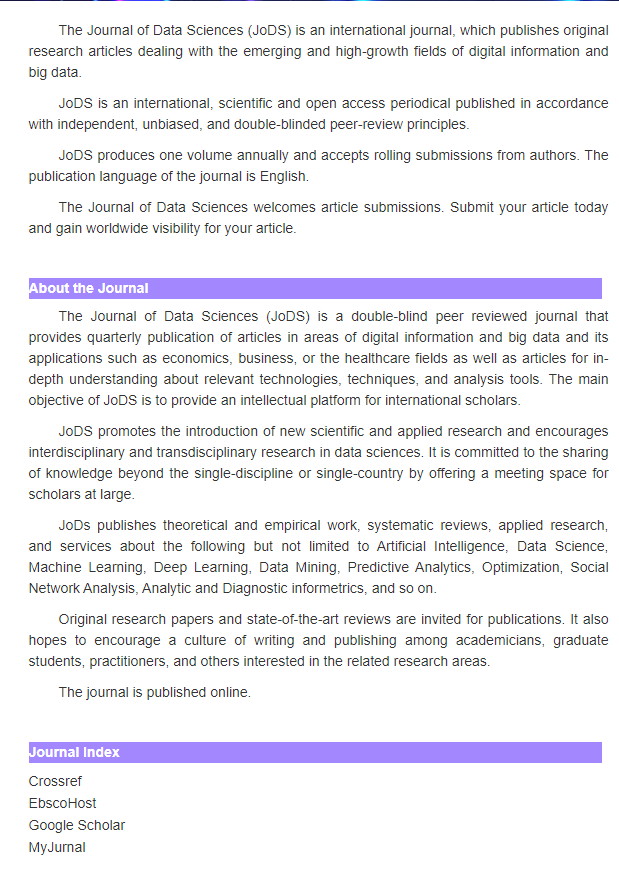 The Journal of Data Sciences (JoDS) is an international journal, which publishes original
research articles dealing with the emerging and high-growth fields of digital information and
big data.
JoDS is an international, scientific and open access periodical published in accordance
with independent, unbiased, and double-blinded peer-review principles.
JoDS produces one volume annually and accepts rolling submissions from authors. The
publication language of the journal is English.
The Journal of Data Sciences welcomes article submissions. Submit your article today
and gain worldwide visibility for your article.
About the Journal
The Journal of Data Sciences (JoDS) is a double-blind peer reviewed journal that
provides quarterly publication of articles in areas of digital information and big data and its
applications such as economics, business, or the healthcare fields as well as articles for in-
depth understanding about relevant technologies, techniques, and analysis tools. The main
objective of JoDS is to provide an intellectual platform for international scholars.
JoDS promotes the introduction of new scientific and applied research and encourages
interdisciplinary and transdisciplinary research in data sciences. It is committed to the sharing
of knowledge beyond the single-discipline or single-country by offering a meeting space for
scholars at large.
JoDs publishes theoretical and empirical work, systematic reviews, applied research,
and services about the following but not limited to Artificial Intelligence, Data Science,
Machine Learning, Deep Learning, Data Mining, Predictive Analytics, Optimization, Social
Network Analysis, Analytic and Diagnostic informetrics, and so on.
Original research papers and state-of-the-art reviews are invited for publications. It also
hopes to encourage a culture of writing and publishing among academicians, graduate
students, practitioners, and others interested in the related research areas.
The journal is published online.
Journal Index
Crossref
EbscoHost
Google Scholar
MyJurnal